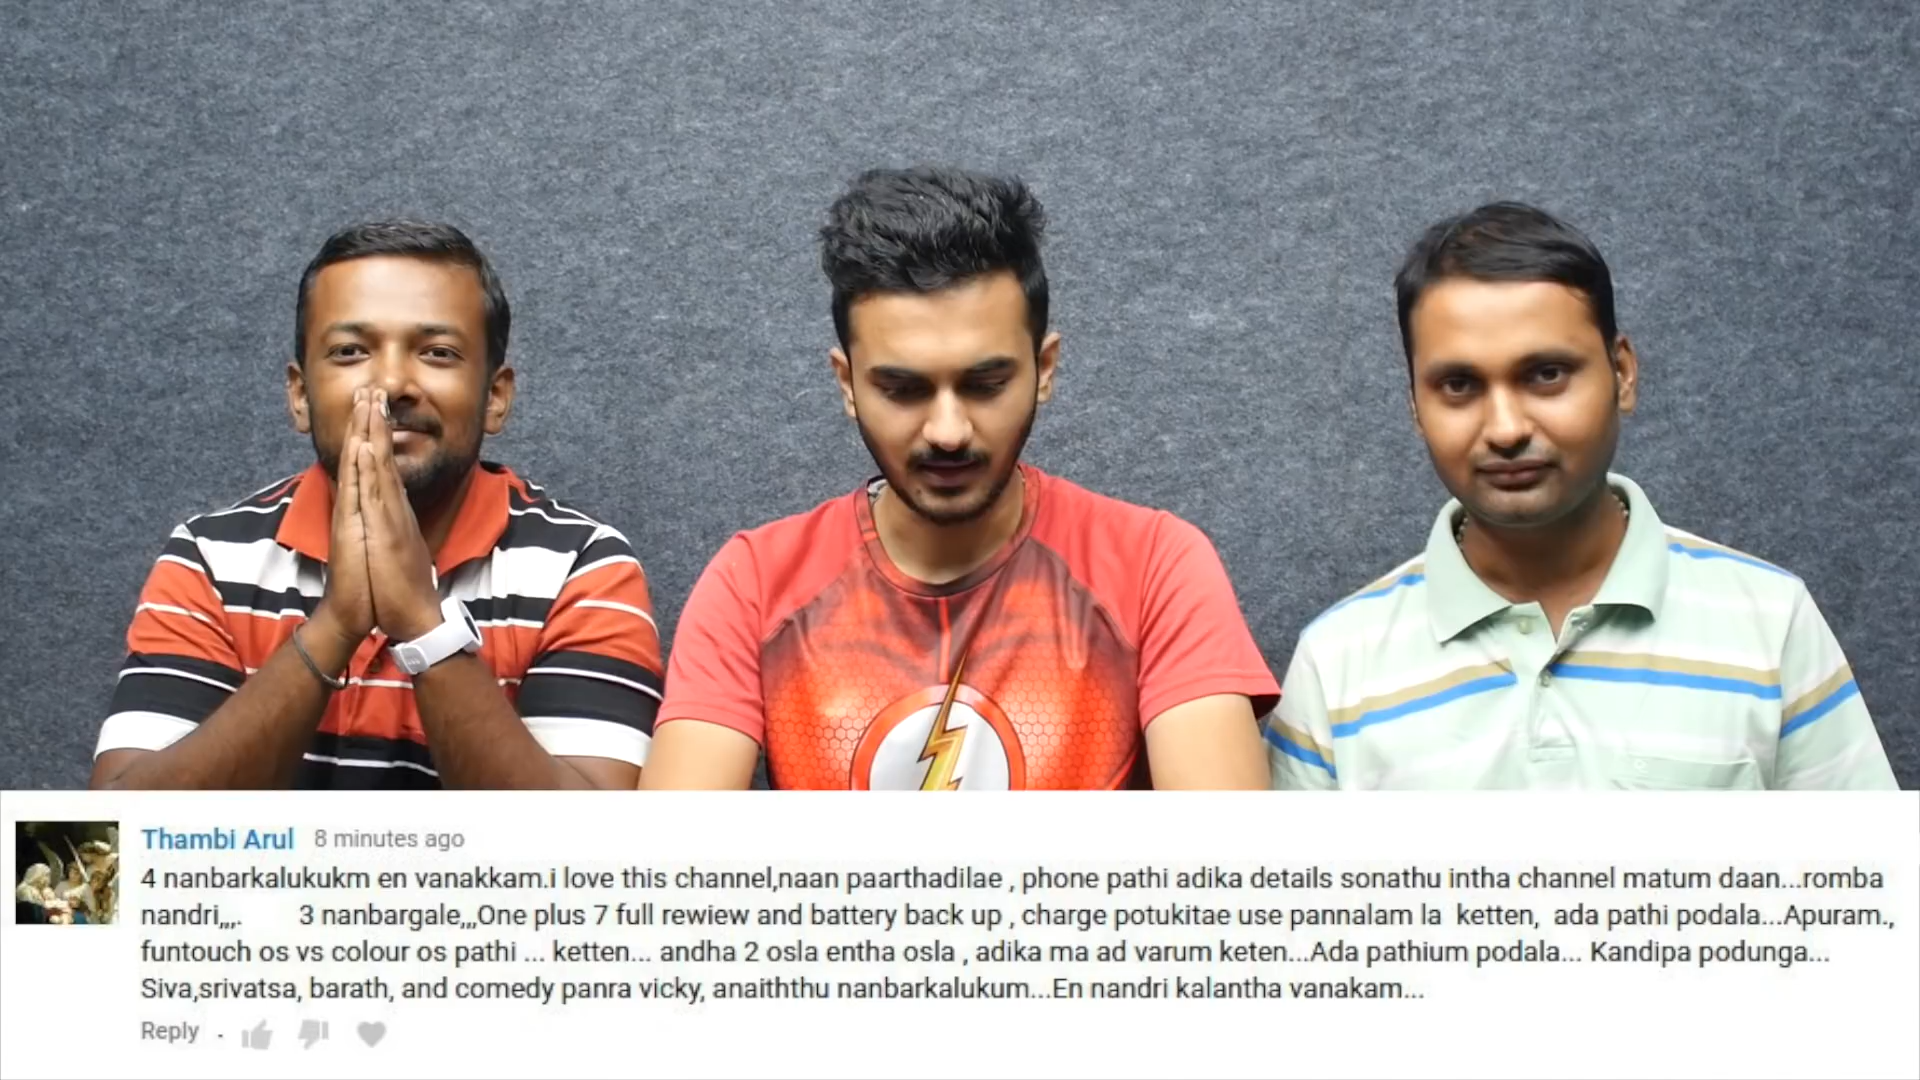 Thambi Arul 8 minutes ago
4 nanbarkalukukm en vanakkam.i love this channel,naan paarthadilae , phone pathi adika details sonathu intha channel matum daan...romba
nandri,,,. 3 nanbargale,,,One plus 7 full rewiew and battery back up , charge potukitae use pannalam la ketten, ada pathi podala...Apuram.,
funtouch os vs colour os pathi ... ketten... andha 2 osla entha osla , adika ma ad varum keten...Ada pathium podala... Kandipa podunga...
Siva,srivatsa, barath, and comedy panra vicky, anaiththu nanbarkalukum...En nandri kalantha vanakam...
Reply .